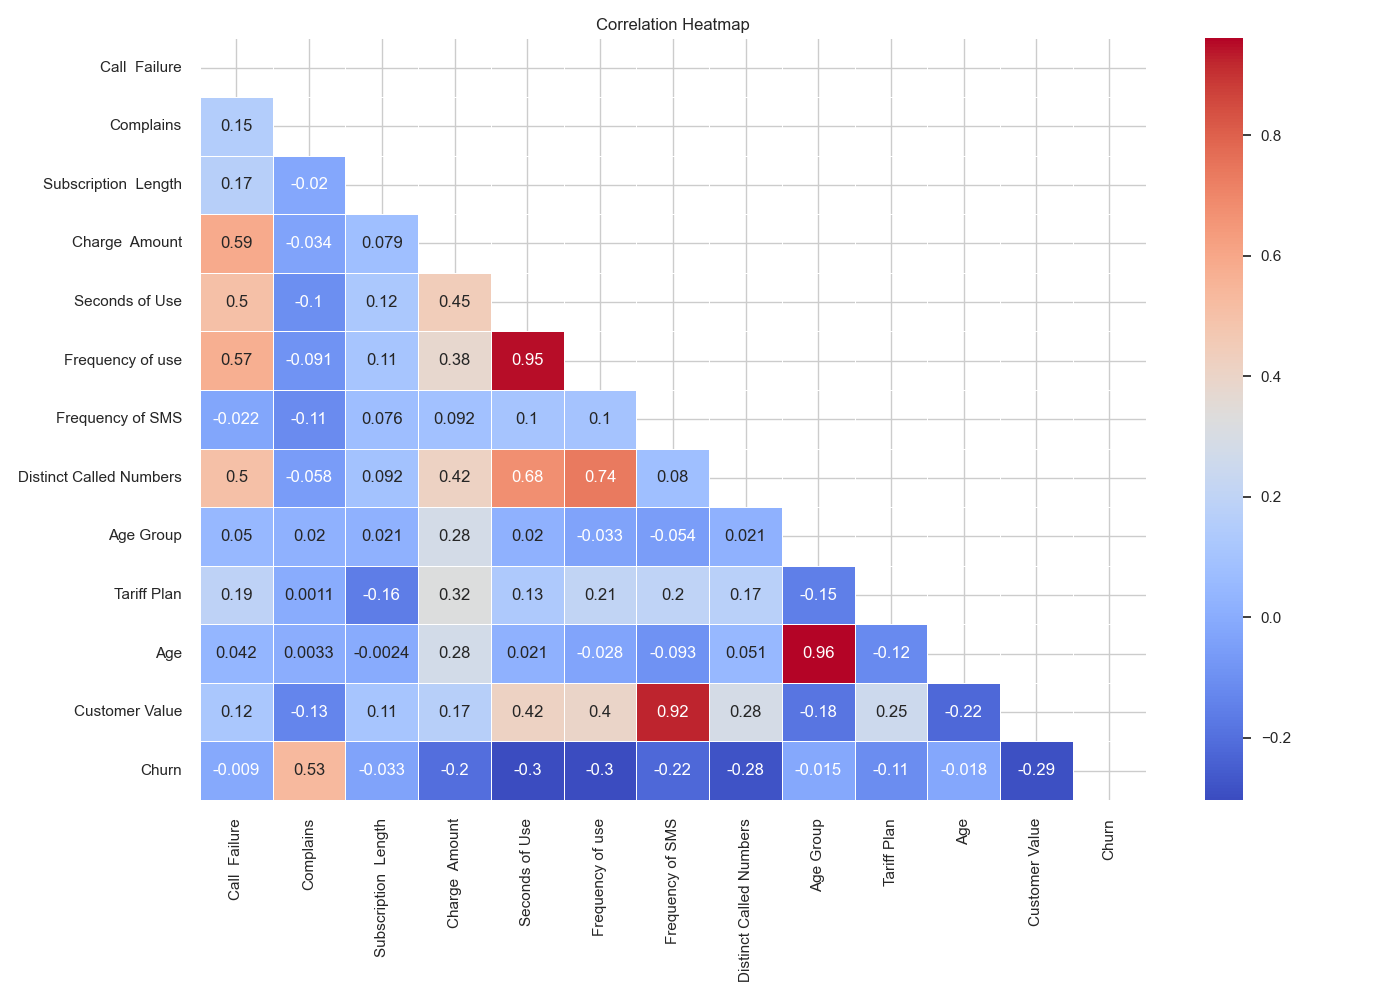 Correlation Heatmap
Call  Failure
Complains
0.15
Subscription  Length
0.17 -0.02
Charge  Amount
0.59 -0.034 0.079
Seconds of Use
0.5 -0.1 0.12 0.45
Frequency of use
0.57 -0.091 0.11 0.38 0.95
Frequency of SMS
-0.022 -0.11 0.076 0.092 0.1 0.1
Distinct Called Numbers
0.5 -0.058 0.092 0.42 0.68 0.74 0.08
Age Group
0.05 0.02 0.021 0.28 0.02 -0.033 -0.054 0.021
Tariff Plan
0.19 0.0011 -0.16 0.32 0.13 0.21 0.2 0.17 -0.15
Age
0.042 0.0033 -0.0024 0.28 0.021 -0.028 -0.093 0.051 0.96 -0.12
Customer Value
0.12 -0.13 0.11 0.17 0.42 0.4 0.92 0.28 -0.18 0.25 -0.22
Churn
-0.009 0.53 -0.033 -0.2 -0.3 -0.3 -0.22 -0.28 -0.015 -0.11 -0.018 -0.29
Call  Failure
Complains
Subscription  Length
Charge  Amount
Seconds of Use
Frequency of use
Frequency of SMS
Distinct Called Numbers
Age Group
Tariff Plan
Age
Customer Value
Churn
0.8
0.6
0.4
0.2
0.0
−0.2